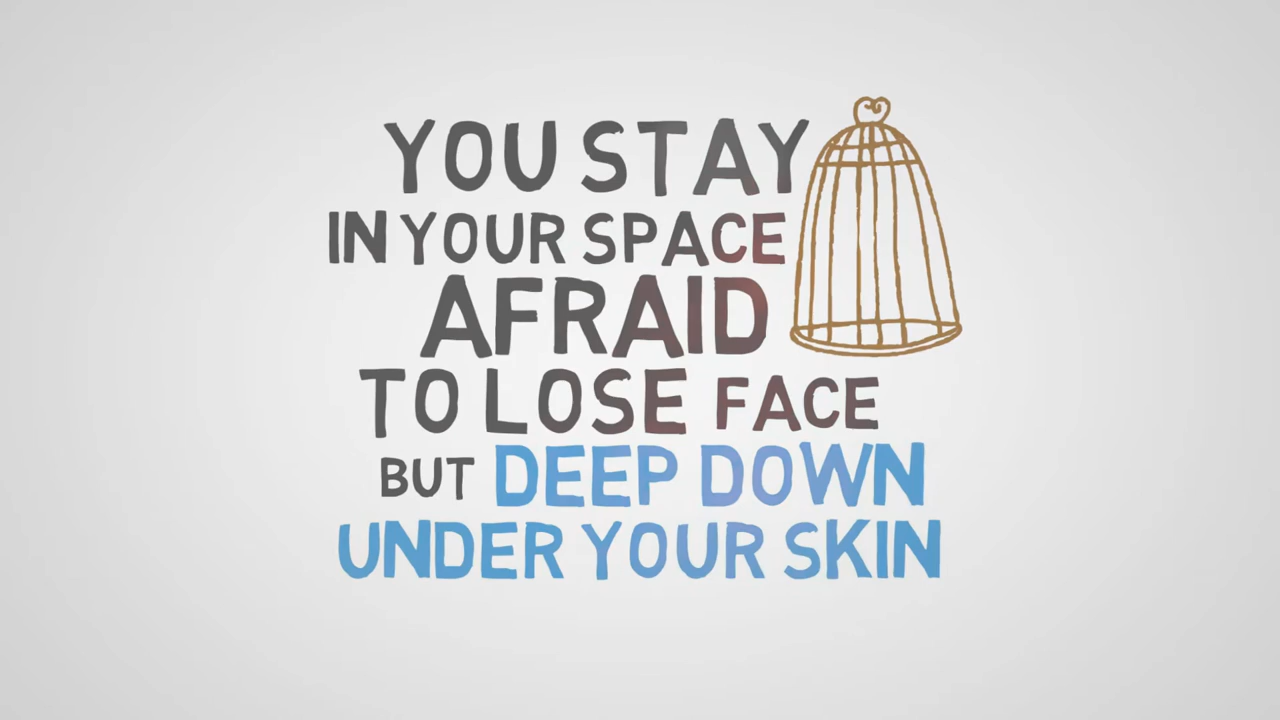 YOU STAY
IN YOUR SPACE
AFRAID
TO LOSE FACE
BUT DEEP DOWN
UNDER YOUR SKIN